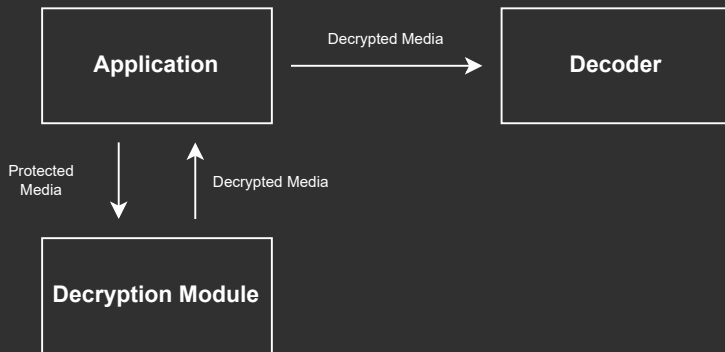 Decrypted Media
Application
Decoder
Protected
Media
Decrypted Media
Decryption Module